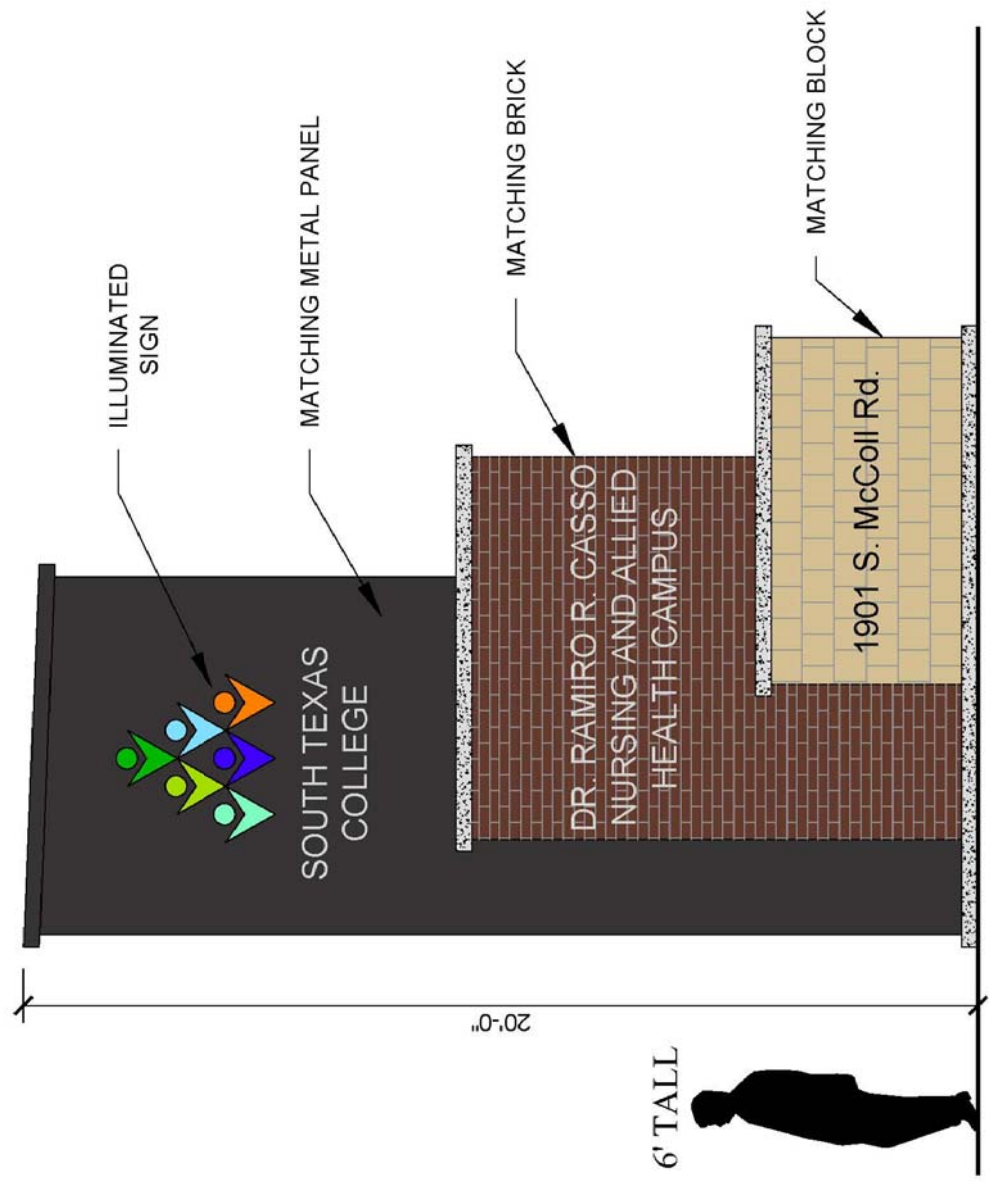 ILLUMINATED
SIGN
MATCHING METAL PANEL
MATCHING BRICK
MATCHING BLOCK
SOUTH TEXAS
COLLEGE
DR. RAMIRO R. CASSO
NURSING AND ALLIED
HEALTH CAMPUS
1901 S. McColl Rd.
20'-0"
6' TALL